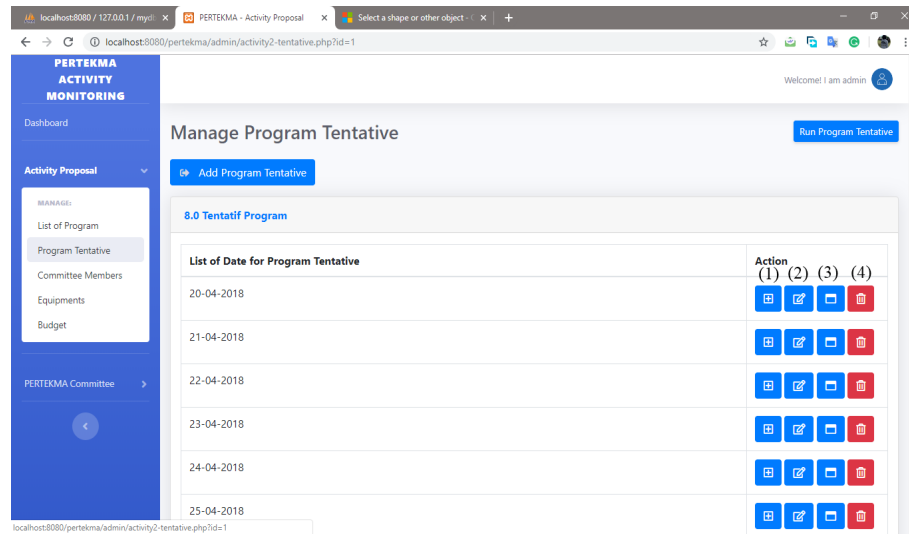 localhost:8080 / 127.0.0.1 / myd
PERTEKMA - Activity Proposal
Select a shape or other object -
localhost:8080/pertekma/admin/activity2-tentative.php?id=1
PERTEKMA
ACTIVITY
MONITORING
Welcome! I am admin
Dashboard
Manage Program Tentative
Run Program Tentative
Activity Proposal
Add Program Tentative
MANAGE:
List of Program
Program Tentative
Committee Members
Equipments
Budget
PERTEKMA Committee
8.0 Tentatif Program
List of Date for Program Tentative
Action
(1) (2) (3) (4)
20-04-2018
21-04-2018
22-04-2018
23-04-2018
24-04-2018
25-04-2018
localhost:8080/pertekma/admin/activity2-tentative.php?id=1